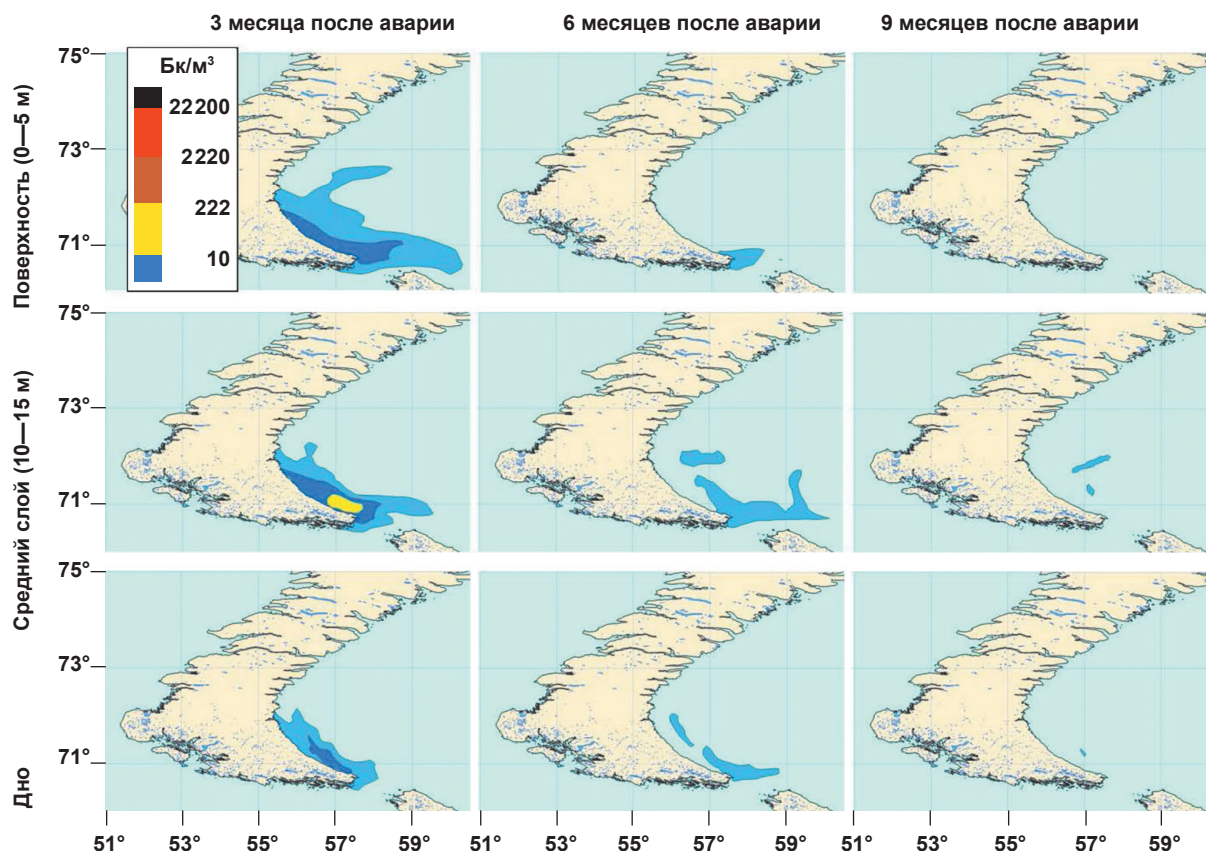 3 месяца после аварии
6 месяцев после аварии
9 месяцев после аварии
Поверхность (0—5 м)
75°
73°
71°
Бк/м³
22 200
2220
222
10
Средний слой (10—15 м)
75°
73°
71°
Дно
75°
73°
71°
51° 53° 55° 57° 59° 51° 53° 55° 57° 59° 51° 53° 55° 57° 59°